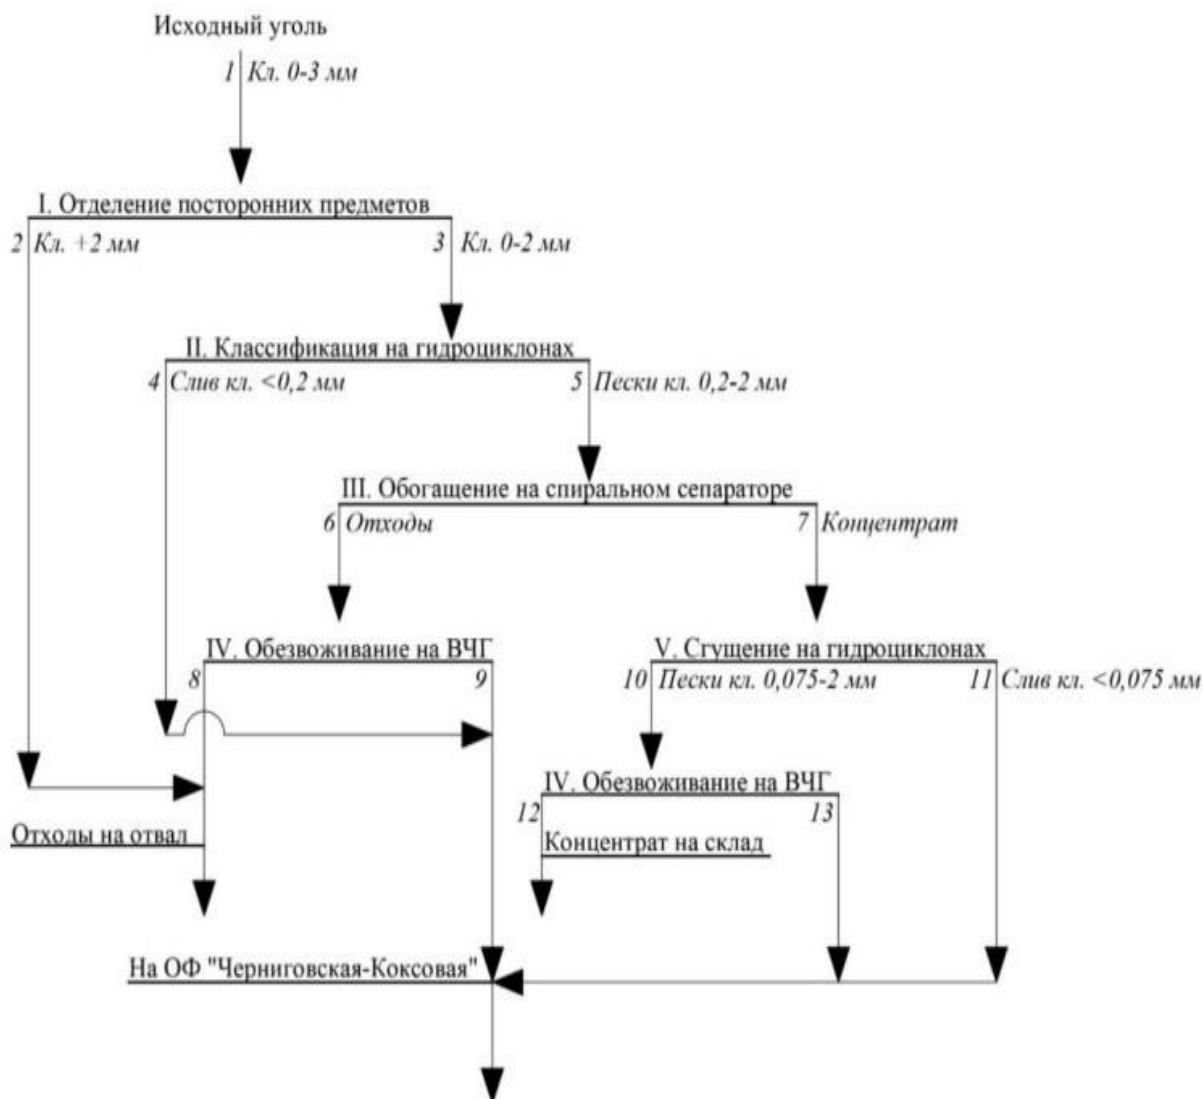 Исходный уголь
1 Кл. 0-3 мм
I. Отделение посторонних предметов
2 Кл. +2 мм
3 Кл. 0-2 мм
II. Классификация на гидроциклонах
4 Слив кл. <0,2 мм
5 Пески кл. 0,2-2 мм
III. Обогащение на спиральном сепараторе
6 Отходы
7 Концентрат
IV. Обезвоживание на ВЧГ
V. Сгущение на гидроциклонах
8
9
10 Пески кл. 0,075-2 мм
11 Слив кл. <0,075 мм
IV. Обезвоживание на ВЧГ
12
13
Отходы на отвал
Концентрат на склад
На ОФ "Черниговская-Коксовая"